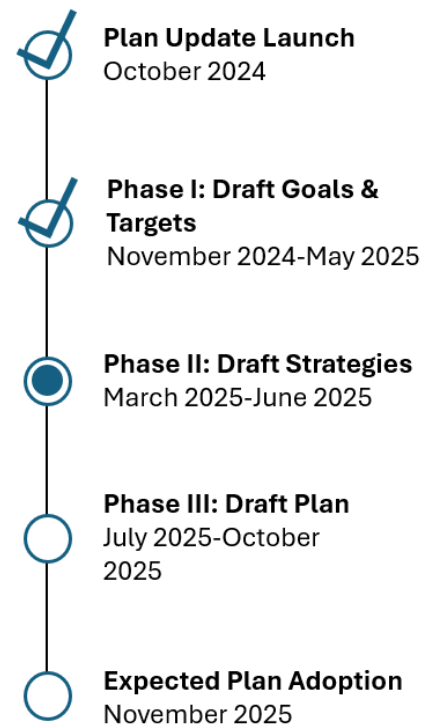 Plan Update Launch
October 2024
Phase I: Draft Goals &
Targets
November 2024-May 2025
Phase II: Draft Strategies
March 2025-June 2025
Phase III: Draft Plan
July 2025-October
2025
Expected Plan Adoption
November 2025